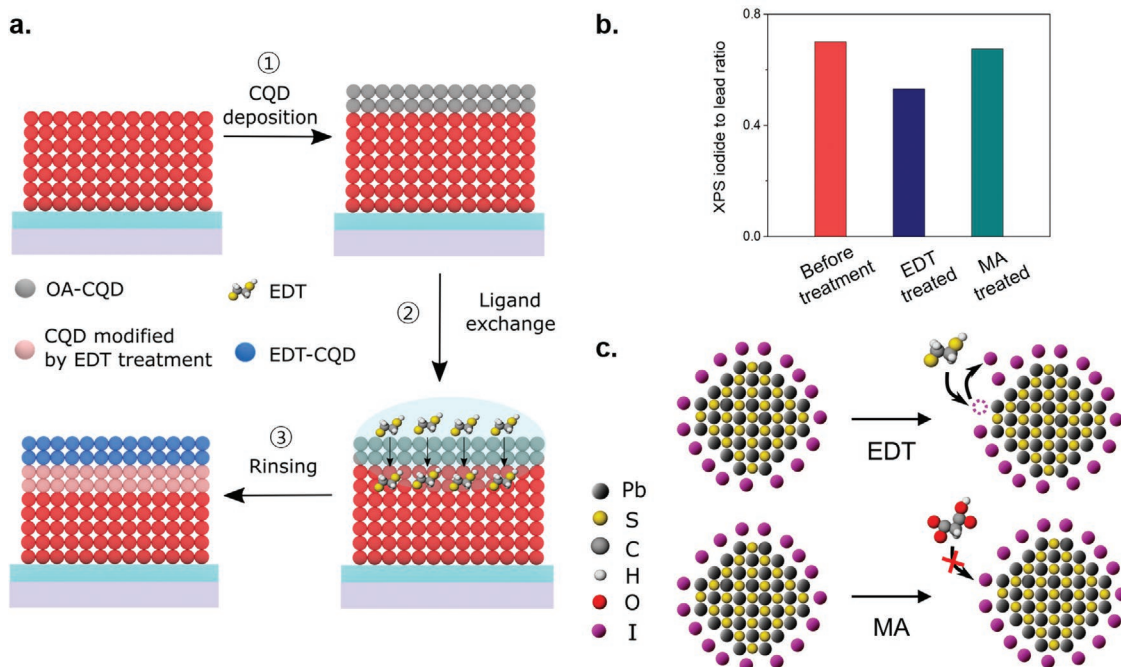 a.
①
CQD
deposition
OA-CQD
EDT
CQD modified
by EDT treatment
EDT-CQD
②
Ligand
exchange
③
Rinsing
b.
XPS iodide to lead ratio
0.8
0.4
0.0
Before
treatment
EDT
treated
MA
treated
c.
EDT
Pb
S
C
H
O
I
MA